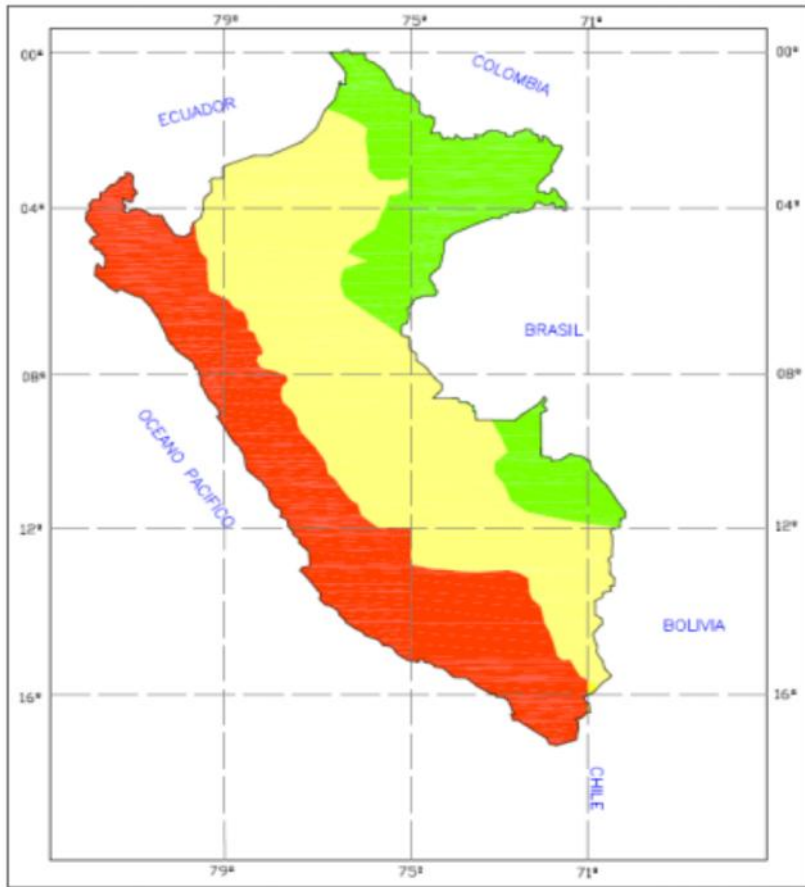 79º 75º 71º
00º 00º
COLOMBIA
ECUADOR
04º 04º
BRASIL
08º 08º
OCEANO PACIFICO
12º 12º
BOLIVIA
16º 16º
CHILE
79º 75º 71º